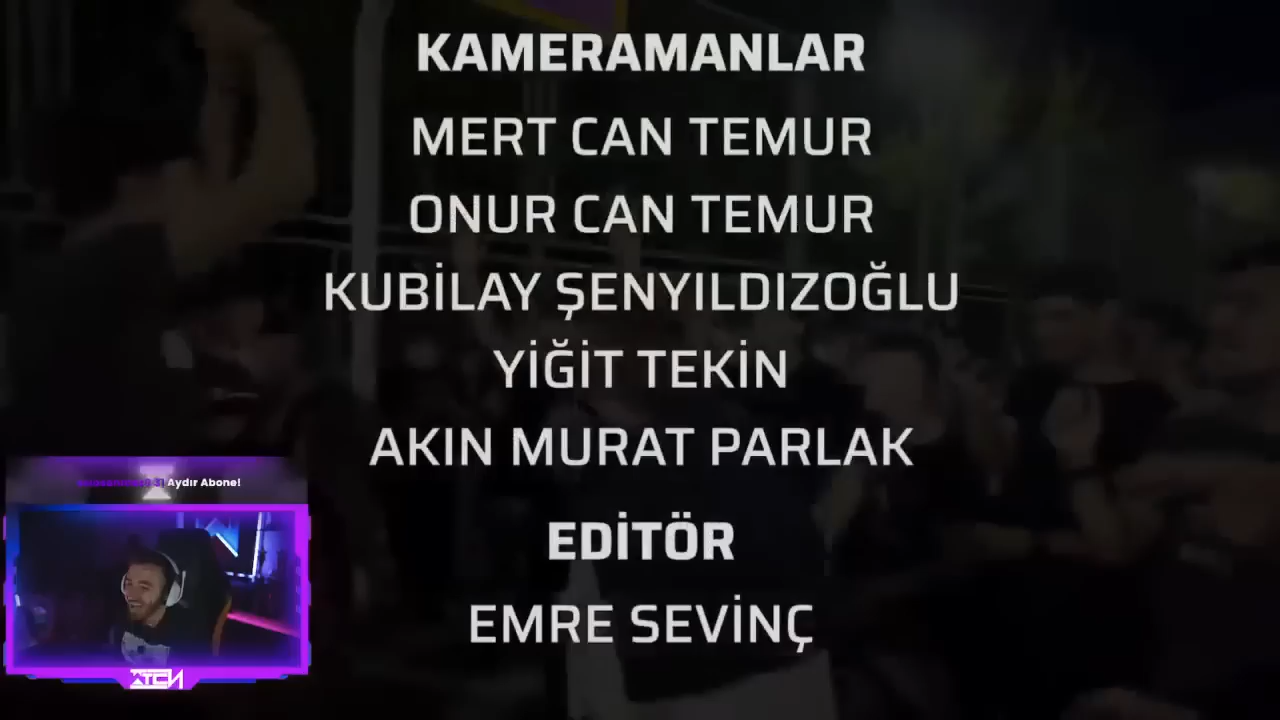 KAMERAMANLAR
MERT CAN TEMUR
ONUR CAN TEMUR
KUBİLAY ŞENYILDIZOĞLU
YİĞİT TEKİN
AKIN MURAT PARLAK
EDİTÖR
EMRE SEVİNÇ
31 Aydır Abone!